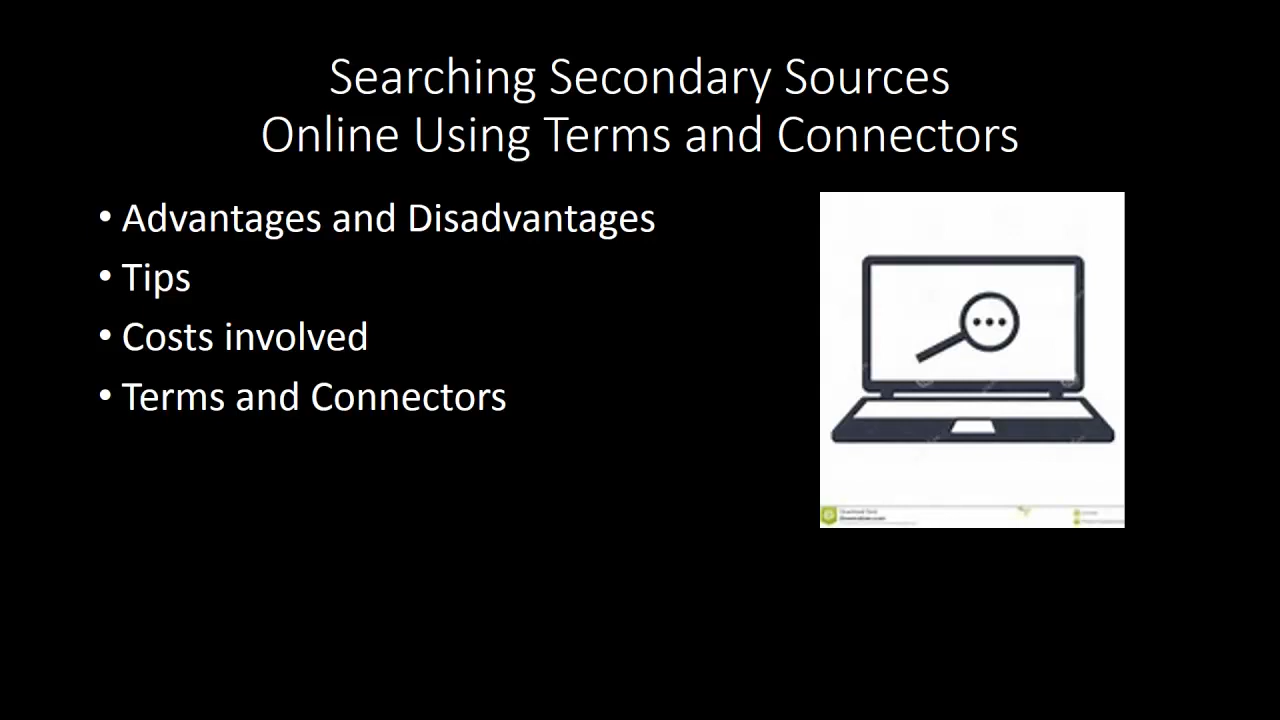 Searching Secondary Sources
Online Using Terms and Connectors
• Advantages and Disadvantages
• Tips
• Costs involved
• Terms and Connectors